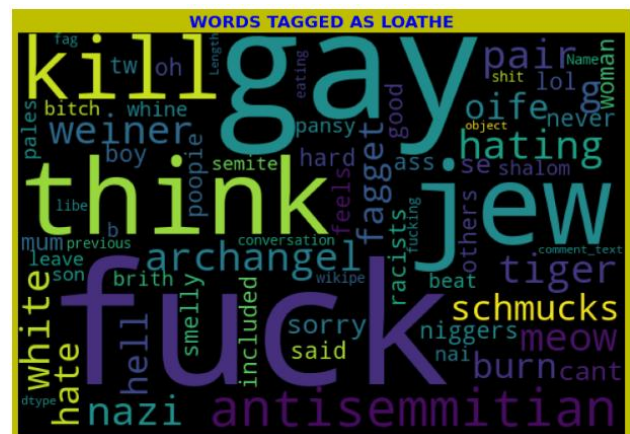 WORDS TAGGED AS LOATHE
fag
kill
gay
Length
eating
pair
Name
woman
tw
oh
shit
lol
g
bitch
whine
pales
weiner
pansy
good
object
oife
never
boy
poopie
semite
hard
ass
se
hating
shalom
think
feels
fagget
jew
libe
b
mum
previous
conversation
fucking
others
comment_text
leave
archangel
wikipe
racists
beat
tiger
son
brith
fuck
white
hell
smelly
included
sorry
said
schmucks
niggers
meow
hate
nai
burn
cant
dtype
nazi
antisemmitian